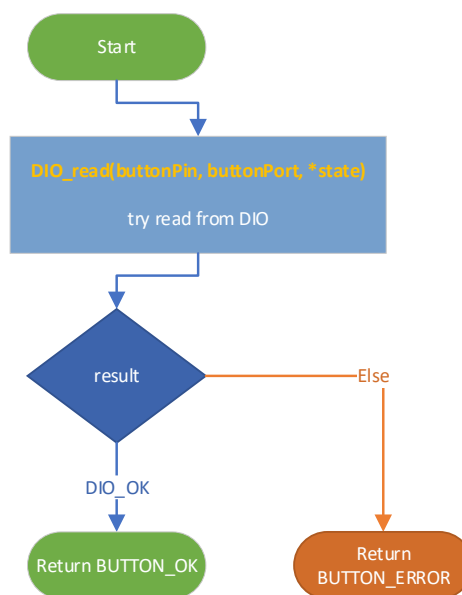 Start
DIO_read(buttonPin, buttonPort, *state)
try read from DIO
result
Else
DIO_OK
Return BUTTON_OK
Return
BUTTON_ERROR